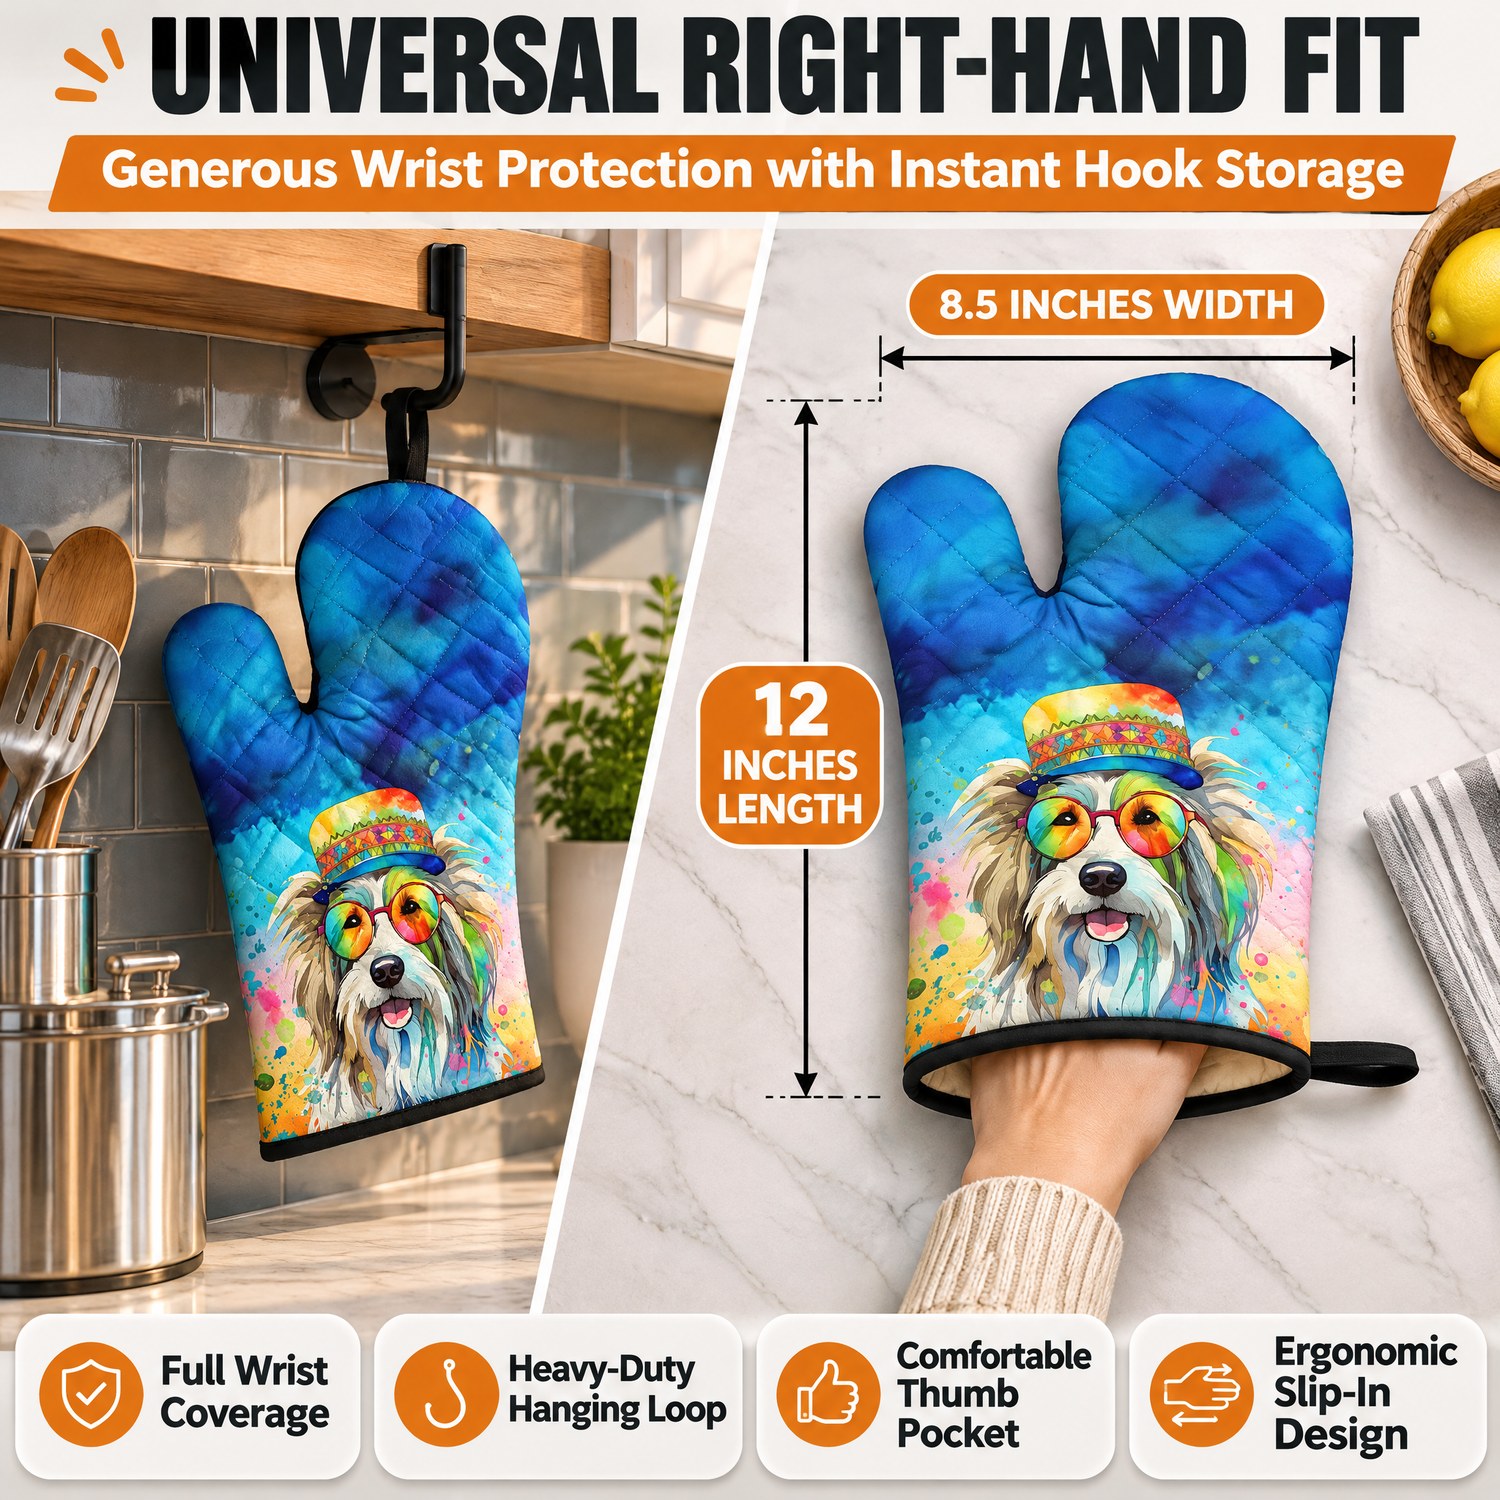 UNIVERSAL RIGHT-HAND FIT
Generous Wrist Protection with Instant Hook Storage
8.5 INCHES WIDTH
12
INCHES
LENGTH
Full Wrist
Coverage
Heavy-Duty
Hanging Loop
Comfortable
Thumb
Pocket
Ergonomic
Slip-In
Design